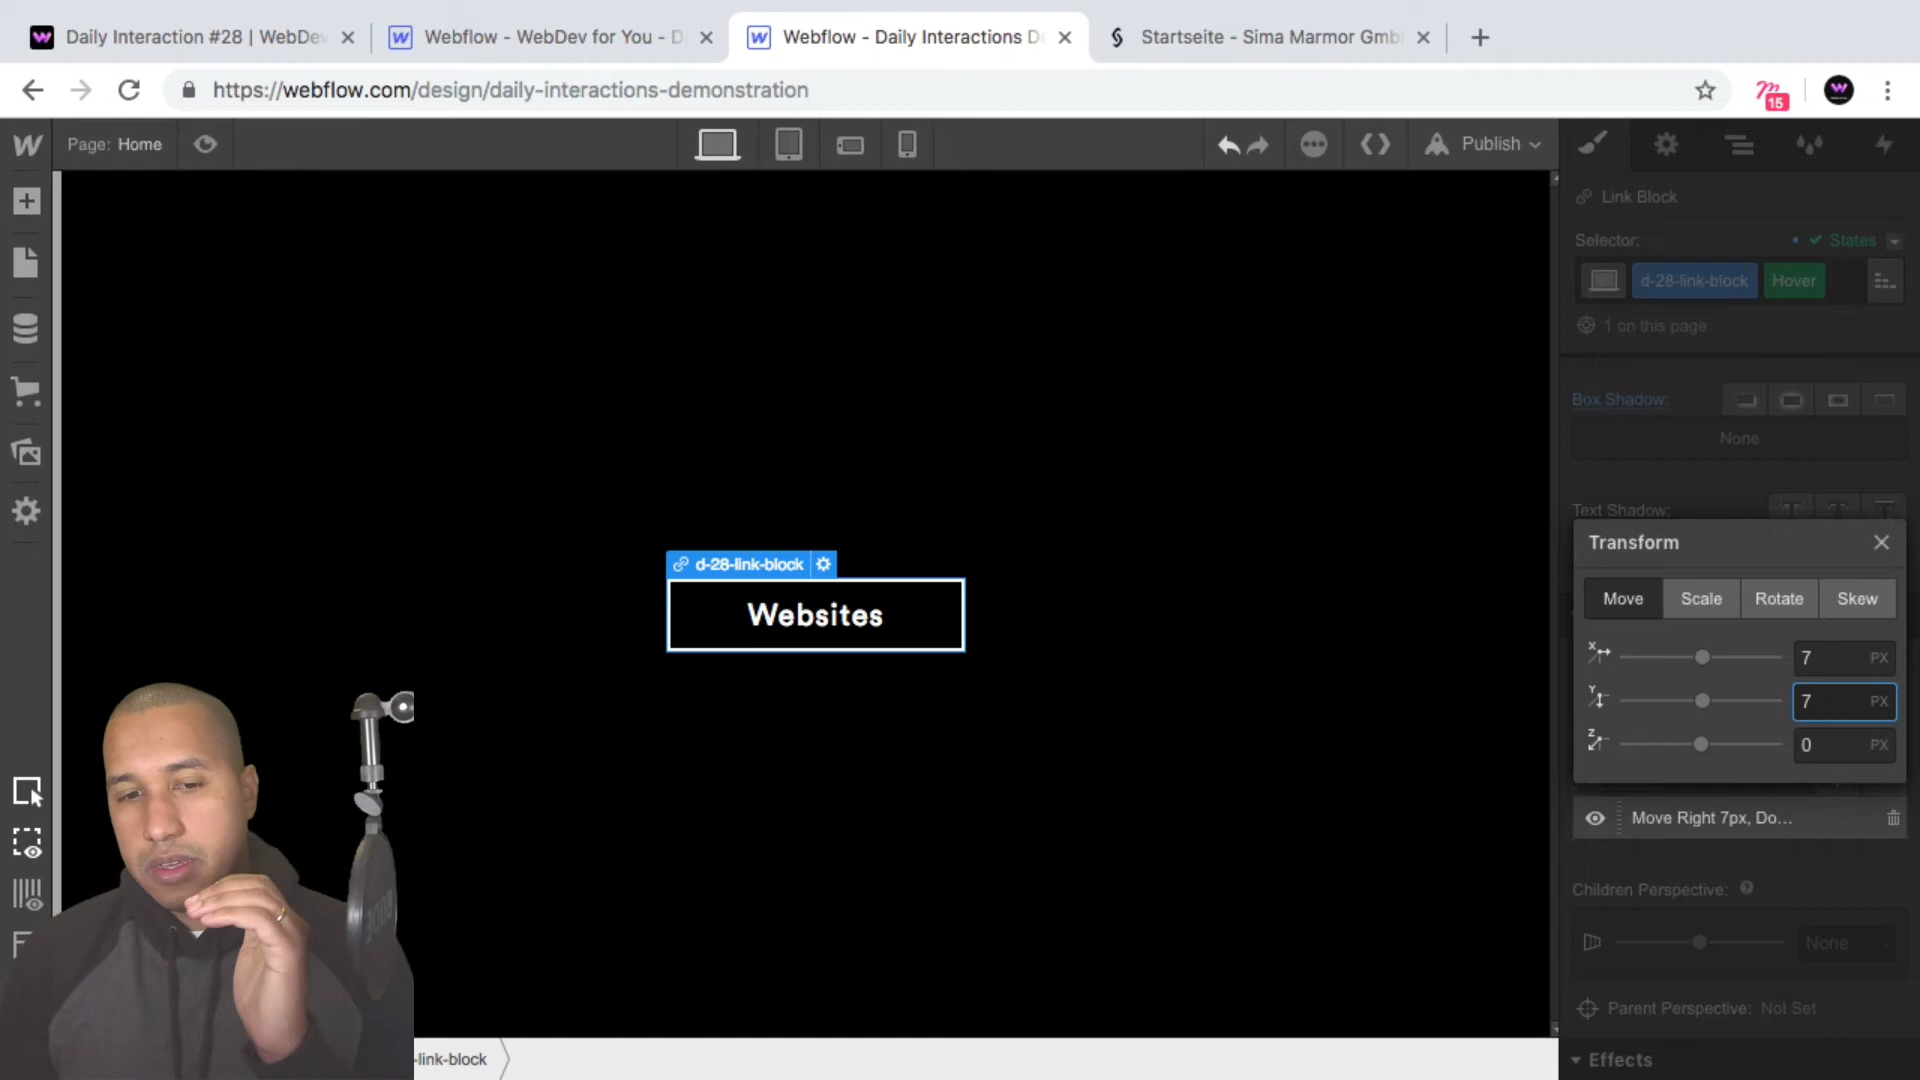 Daily Interaction #28 | WebDev
Webflow - WebDev for You - D
Webflow - Daily Interactions D
Startseite - Sima Marmor Gmb
https://webflow.com/design/daily-interactions-demonstration
15
Page: Home
Publish
Link Block
Selector:
States
d-28-link-block
Hover
1 on this page
Box Shadow:
None
Text Shadow:
Transform
Move
Scale
Rotate
Skew
X
7
PX
Y
7
PX
Z
0
PX
Move Right 7px, Do...
Children Perspective:
None
Parent Perspective: Not Set
Effects
d-28-link-block
Websites
RODE
-link-block